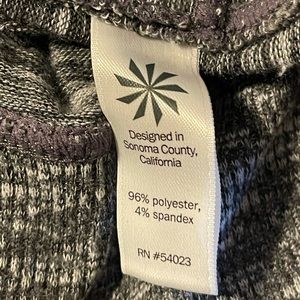 Designed in
Sonoma County,
California
96% polyester,
4% spandex
RN #54023